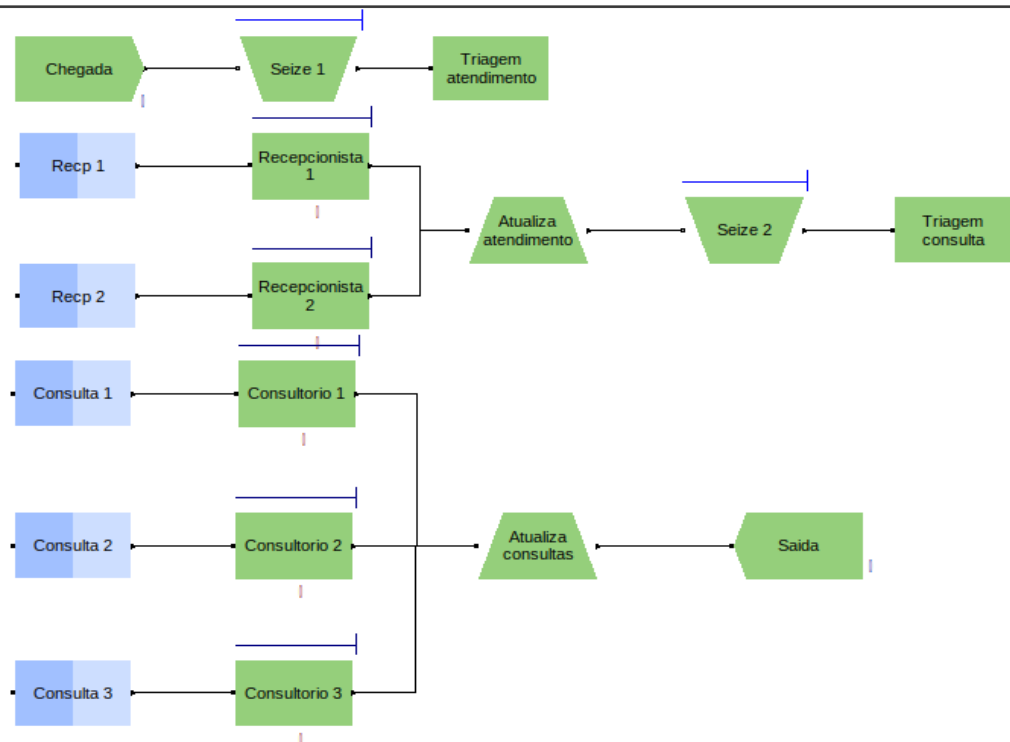 Chegada
Seize 1
Triagem
atendimento
Recp 1
Recepcionista
1
Atualiza
atendimento
Seize 2
Triagem
consulta
Recp 2
Recepcionista
2
Consulta 1
Consultorio 1
Consulta 2
Consultorio 2
Atualiza
consultas
Saida
Consulta 3
Consultorio 3